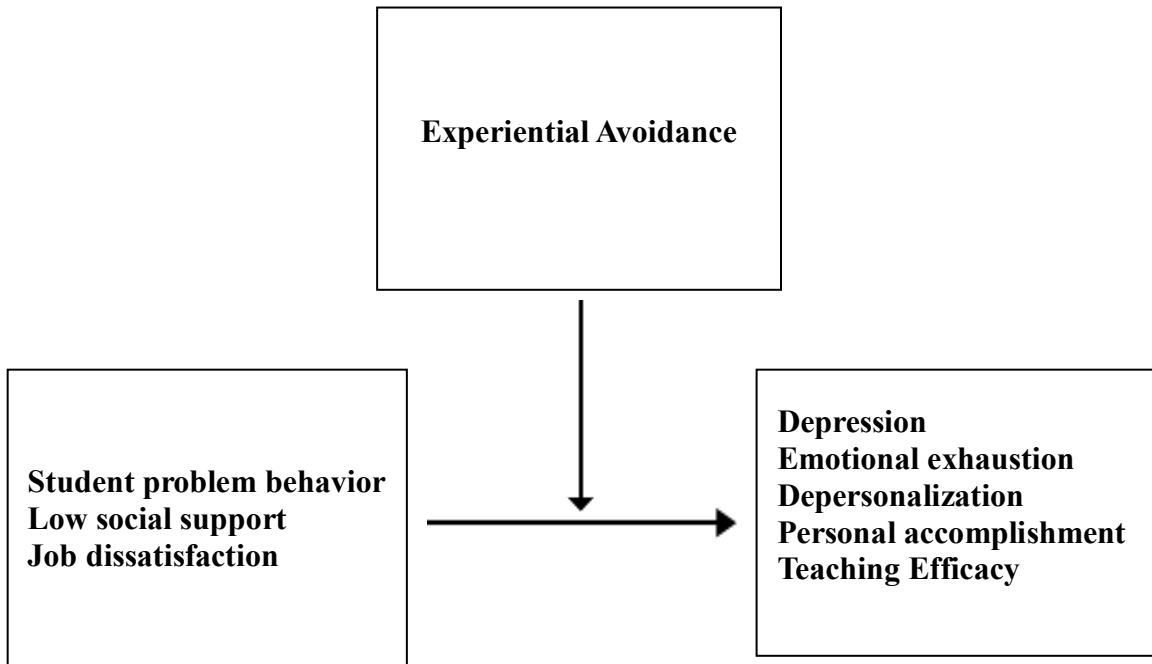 Experiential Avoidance
Student problem behavior
Low social support
Job dissatisfaction
Depression
Emotional exhaustion
Depersonalization
Personal accomplishment
Teaching Efficacy